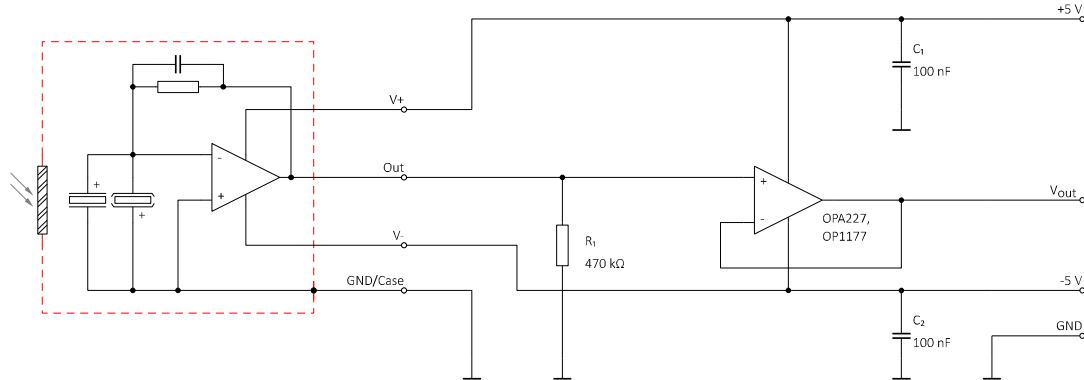 +5 V
C₁
100 nF
V+
-
+
+
+
Out
+
-
OPA227,
OP1177
Vout
R₁
470 kΩ
V-
GND/Case
-5 V
C₂
100 nF
GND